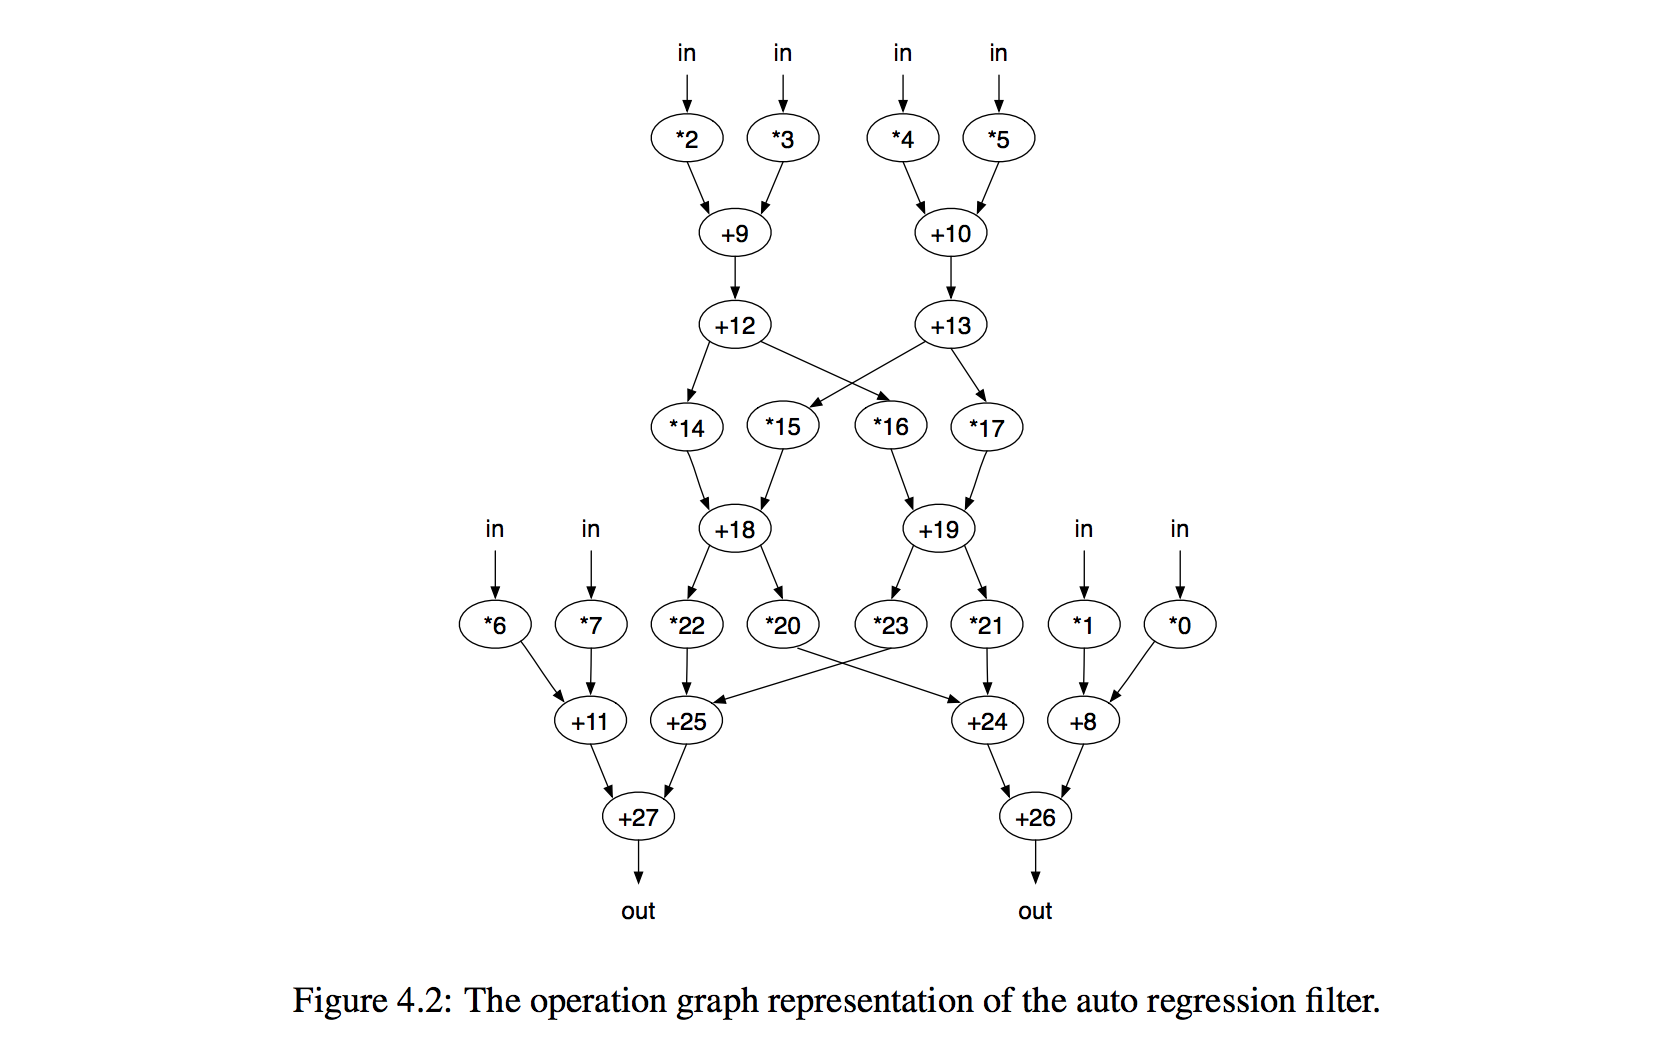 in in in in
*2 *3 *4 *5
+9 +10
+12 +13
*14 *15 *16 *17
+18 +19
in in in in
*6 *7 *22 *20 *23 *21 *1 *0
+11 +25 +24 +8
+27 +26
out out
Figure 4.2: The operation graph representation of the auto regression filter.